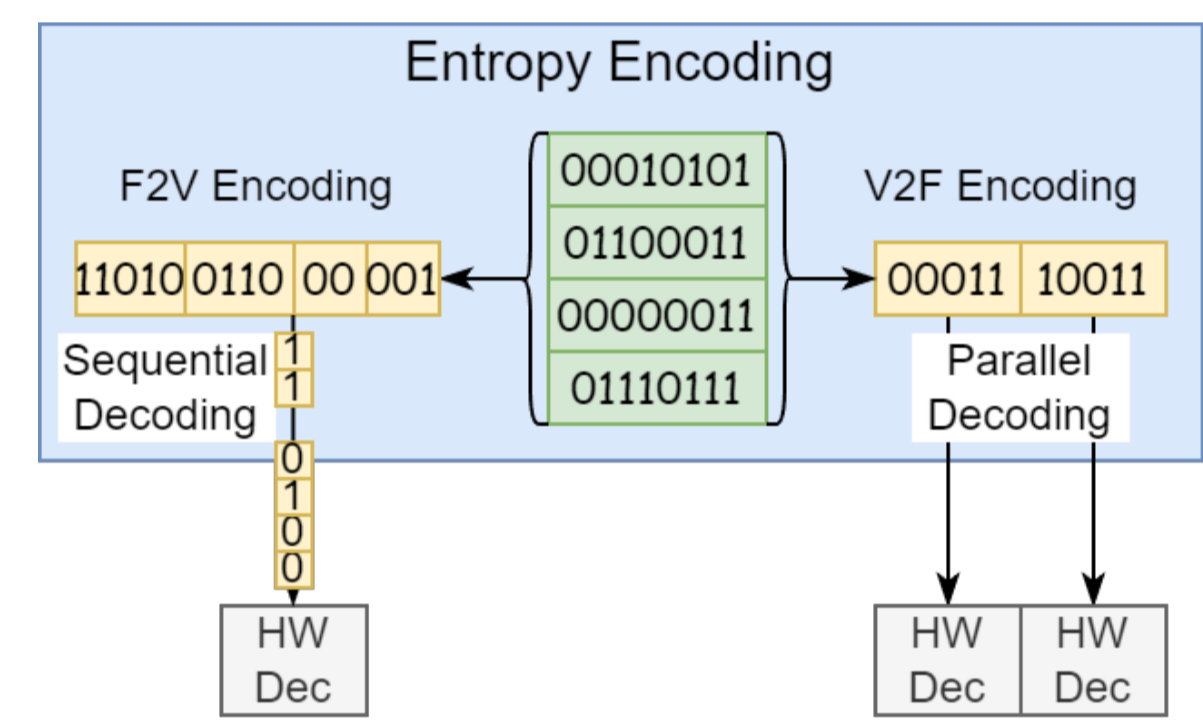 Entropy Encoding
F2V Encoding
11010 0110 00 001
Sequential
Decoding
1
1
0
1
0
0
HW
Dec
00010101
01100011
00000011
01110111
V2F Encoding
00011 10011
Parallel
Decoding
HW
Dec
HW
Dec